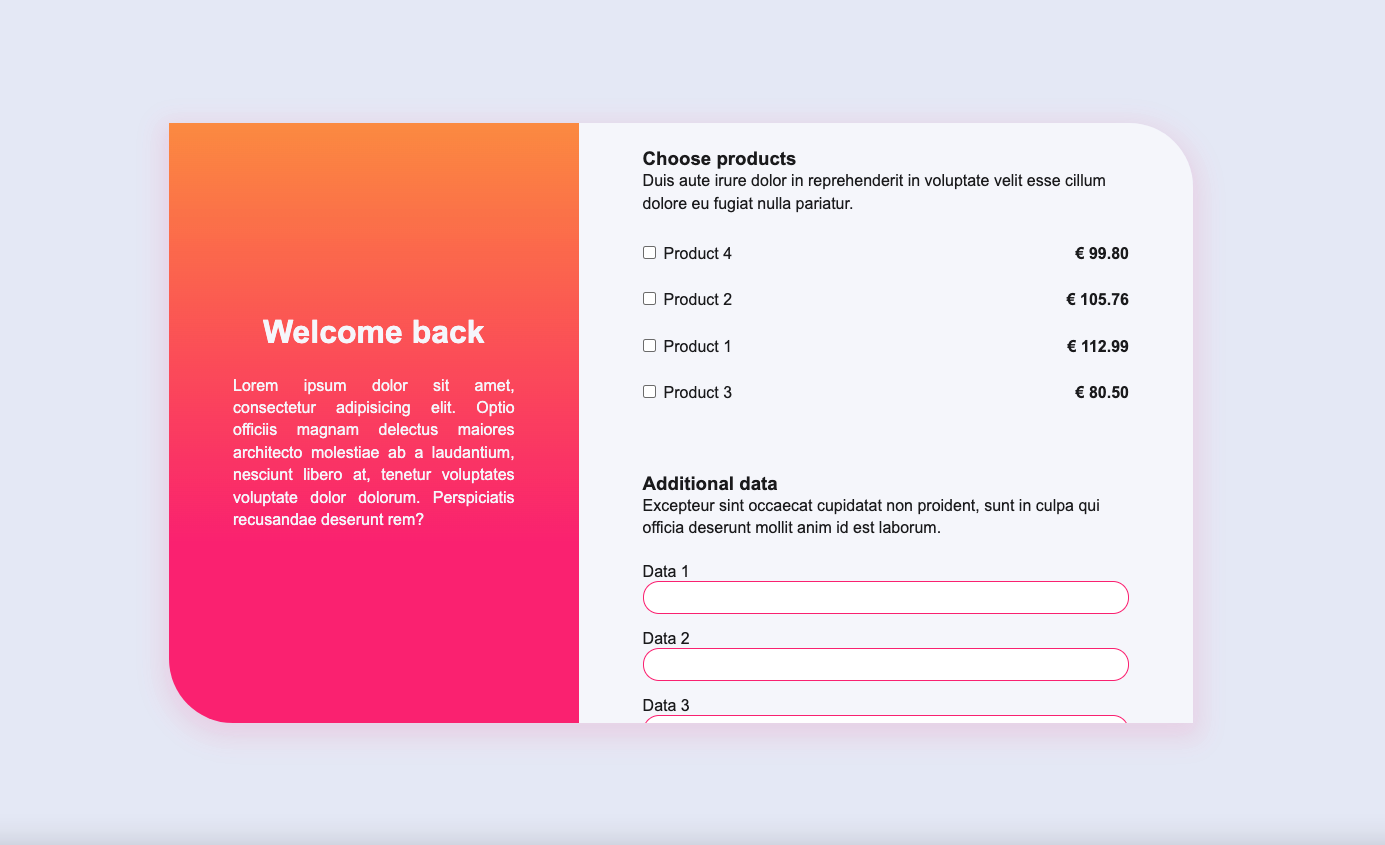 Welcome back
Lorem ipsum dolor sit amet,
consectetur adipisicing elit. Optio
officiis magnam delectus maiores
architecto molestiae ab a laudantium,
nesciunt libero at, tenetur voluptates
voluptate dolor dolorum. Perspiciatis
recusandae deserunt rem?
Choose products
Duis aute irure dolor in reprehenderit in voluptate velit esse cillum
dolore eu fugiat nulla pariatur.
Product 4 € 99.80
Product 2 € 105.76
Product 1 € 112.99
Product 3 € 80.50
Additional data
Excepteur sint occaecat cupidatat non proident, sunt in culpa qui
officia deserunt mollit anim id est laborum.
Data 1
Data 2
Data 3